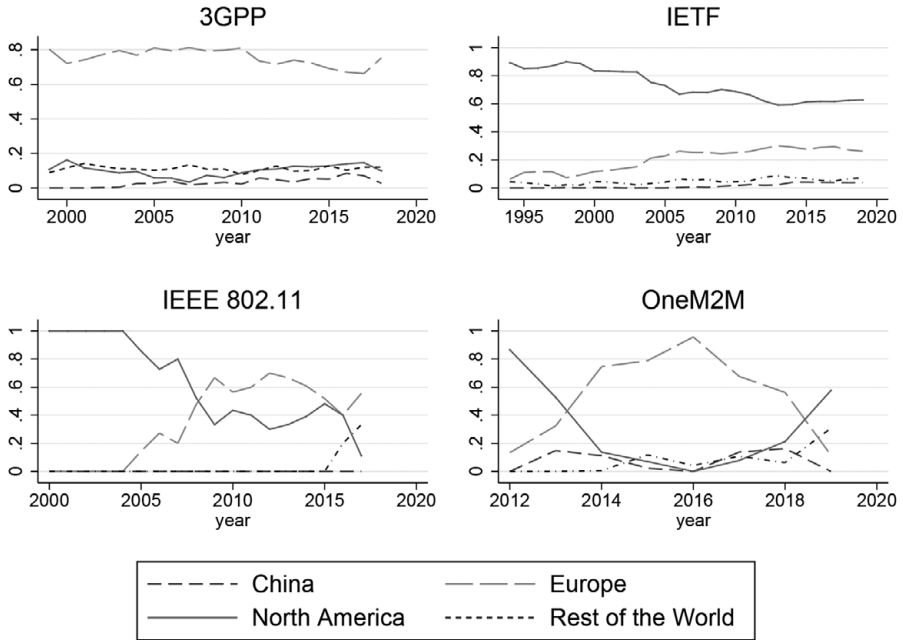 3GPP
IETF
.8
.6
.4
.2
0
2000 2005 2010 2015 2020
year
1
.8
.6
.4
.2
0
1995 2000 2005 2010 2015 2020
year
IEEE 802.11
OneM2M
1
.8
.6
.4
.2
0
2000 2005 2010 2015 2020
year
1
.8
.6
.4
.2
0
2012 2014 2016 2018 2020
year
China Europe
North America Rest of the World